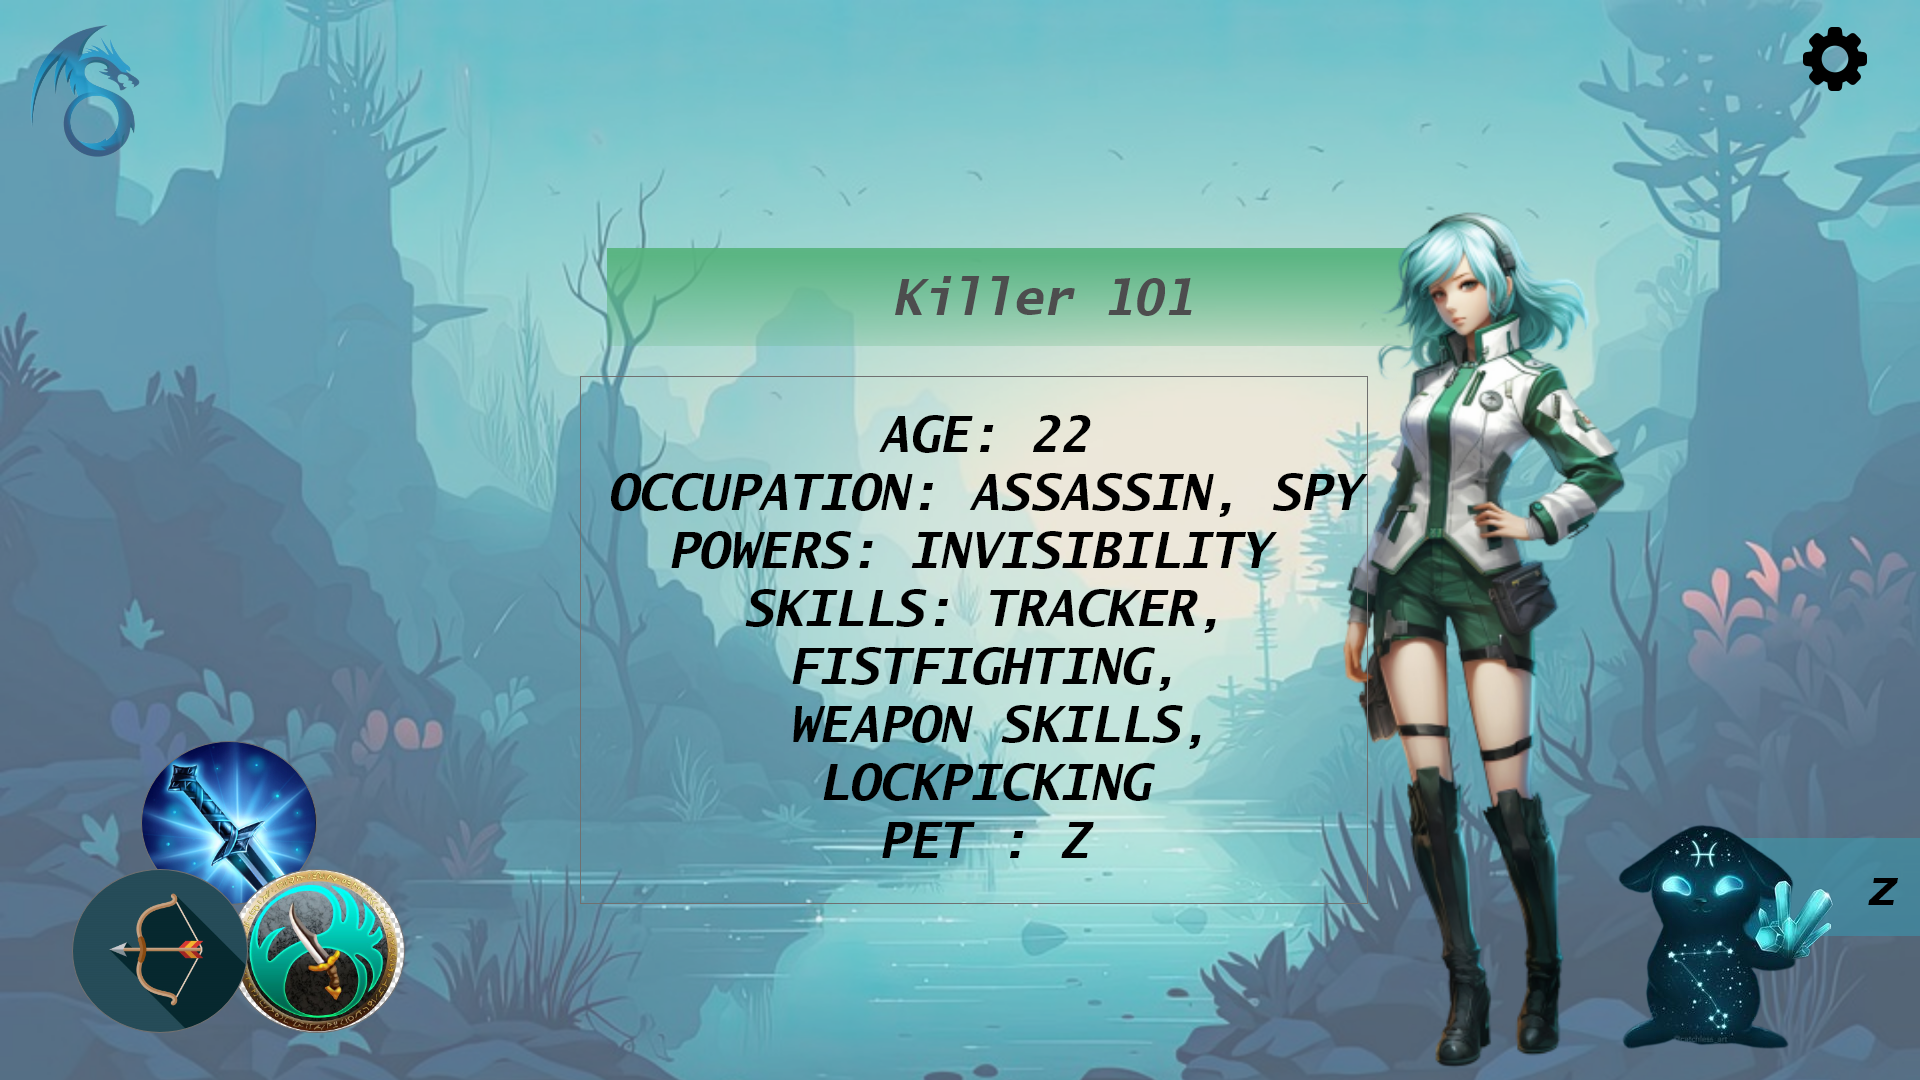 Killer 101
AGE: 22
OCCUPATION: ASSASSIN, SPY
POWERS: INVISIBILITY
SKILLS: TRACKER,
FISTFIGHTING,
WEAPON SKILLS,
LOCKPICKING
PET : Z
Z